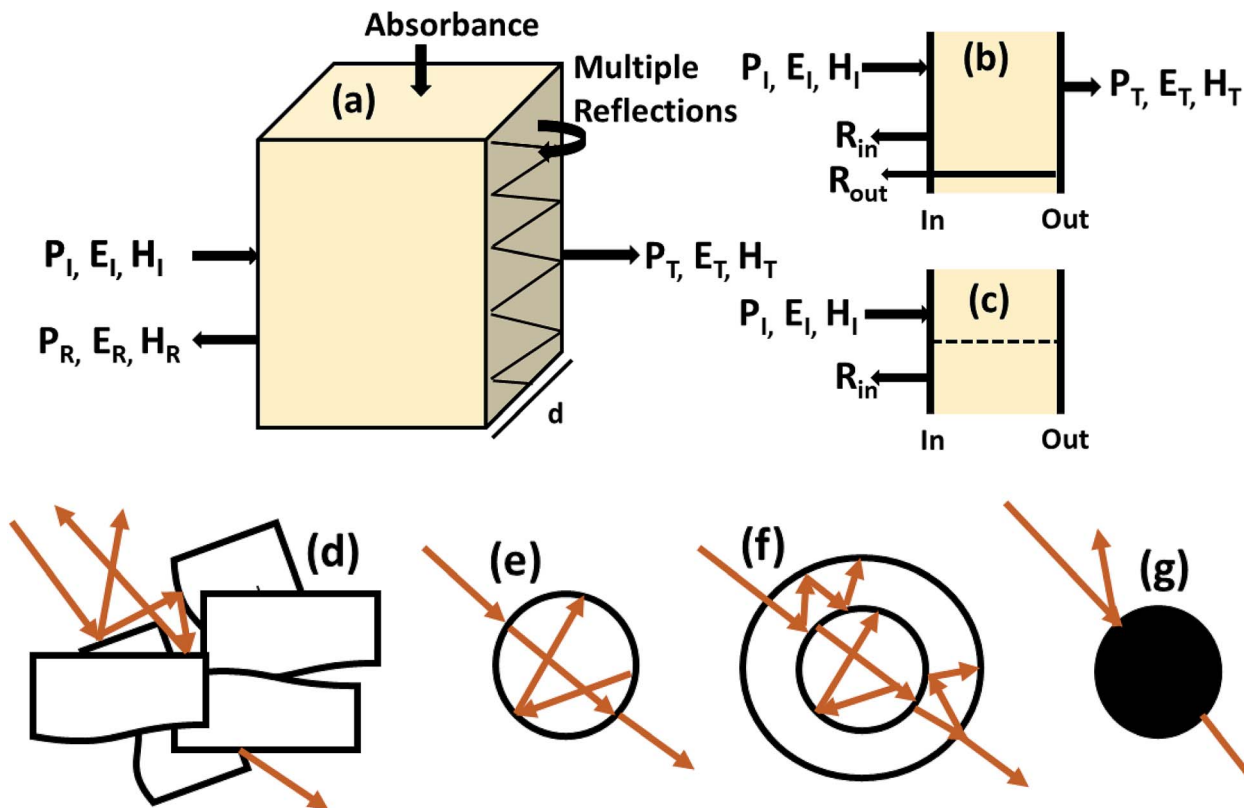 Absorbance
(a)
Multiple
Reflections
P_I, E_I, H_I
P_R, E_R, H_R
P_T, E_T, H_T
d
(b)
P_I, E_I, H_I
P_T, E_T, H_T
R_in
R_out
In
Out
(c)
P_I, E_I, H_I
R_in
In
Out
(d)
(e)
(f)
(g)